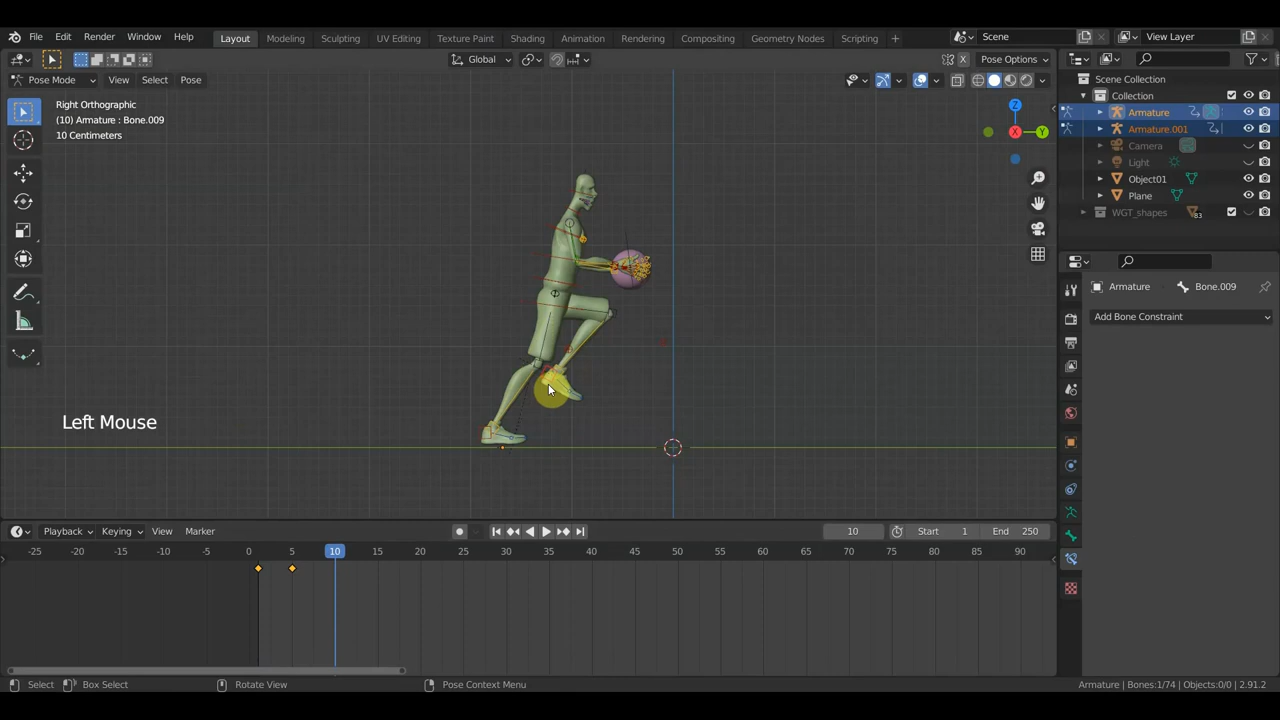 File Edit Render Window Help Layout Modeling Sculpting UV Editing Texture Paint Shading Animation Rendering Compositing Geometry Nodes Scripting + Scene View Layer
Global Pose Options
Pose Mode View Select Pose
Right Orthographic
(10) Armature : Bone.009
10 Centimeters
Z
X
Y
Left Mouse
Scene Collection
Collection
Armature
Armature.001
Camera
Light
Object01
Plane
WGT_shapes 83
Armature Bone.009
Add Bone Constraint
Playback Keying View Marker 10 Start 1 End 250
-25 -20 -15 -10 -5 0 5 10 15 20 25 30 35 40 45 50 55 60 65 70 75 80 85 90
Select Box Select Rotate View Pose Context Menu Armature | Bones:1/74 | Objects:0/0 | 2.91.2